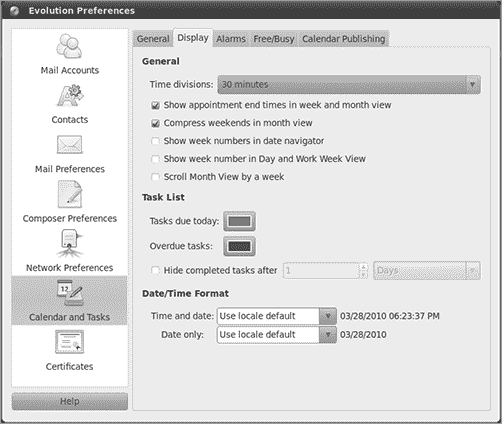 Evolution Preferences
Mail Accounts
Contacts
Mail Preferences
Composer Preferences
Network Preferences
12
Calendar and Tasks
Certificates
Help
General Display Alarms Free/Busy Calendar Publishing
General
Time divisions: 30 minutes
Show appointment end times in week and month view
Compress weekends in month view
Show week numbers in date navigator
Show week number in Day and Work Week View
Scroll Month View by a week
Task List
Tasks due today:
Overdue tasks:
Hide completed tasks after 1 Days
Date/Time Format
Time and date: Use locale default 03/28/2010 06:23:37 PM
Date only: Use locale default 03/28/2010